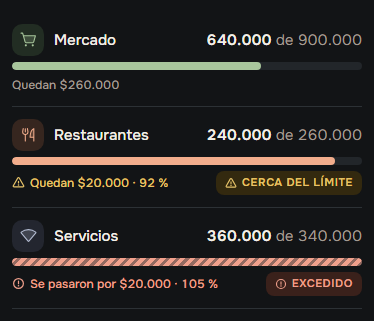 Mercado 640.000 de 900.000
Quedan $260.000
Restaurantes 240.000 de 260.000
Quedan $20.000 · 92 % CERCA DEL LÍMITE
Servicios 360.000 de 340.000
Se pasaron por $20.000 · 105 % EXCEDIDO